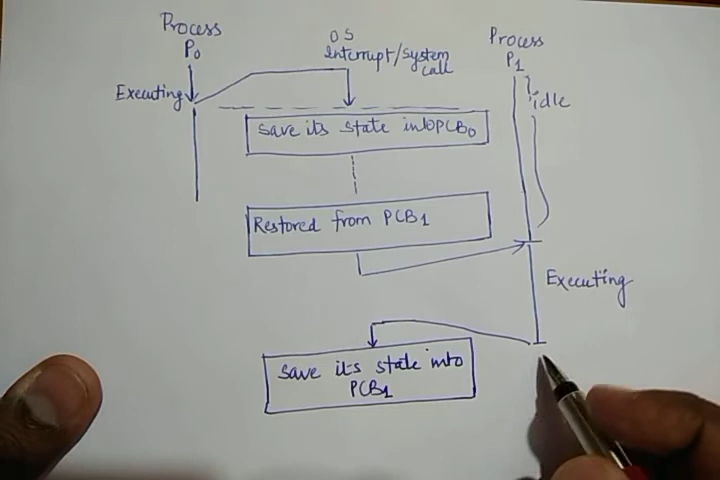 Process
P0
OS
Interrupt/System
call
Process
P1
Executing
idle
Save its state into PCB0
Restored from PCB1
Executing
Save its state into
PCB1